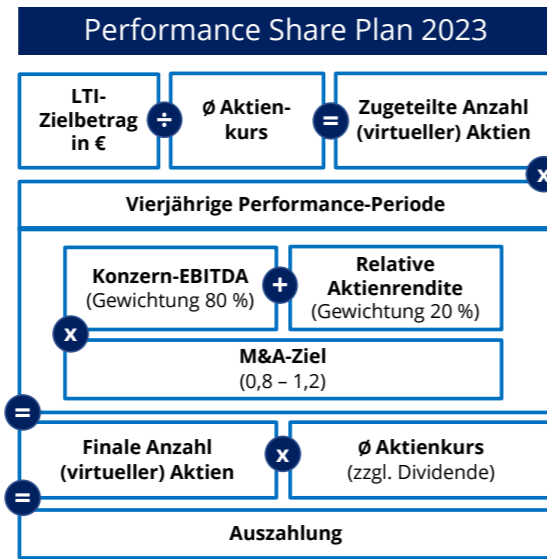 Performance Share Plan 2023
LTI-
Zielbetrag
in €
÷
Ø Aktien-
kurs
=
Zugeteilte Anzahl
(virtueller) Aktien
x
Vierjährige Performance-Periode
Konzern-EBITDA
(Gewichtung 80 %)
+
Relative
Aktienrendite
(Gewichtung 20 %)
x
M&A-Ziel
(0,8 – 1,2)
=
Finale Anzahl
(virtueller) Aktien
x
Ø Aktienkurs
(zzgl. Dividende)
=
Auszahlung